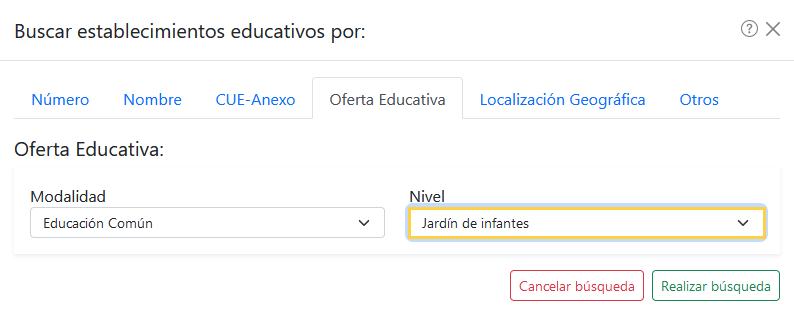 Buscar establecimientos educativos por:
Número Nombre CUE-Anexo Oferta Educativa Localización Geográfica Otros
Oferta Educativa:
Modalidad Nivel
Educación Común Jardín de infantes
Cancelar búsqueda Realizar búsqueda